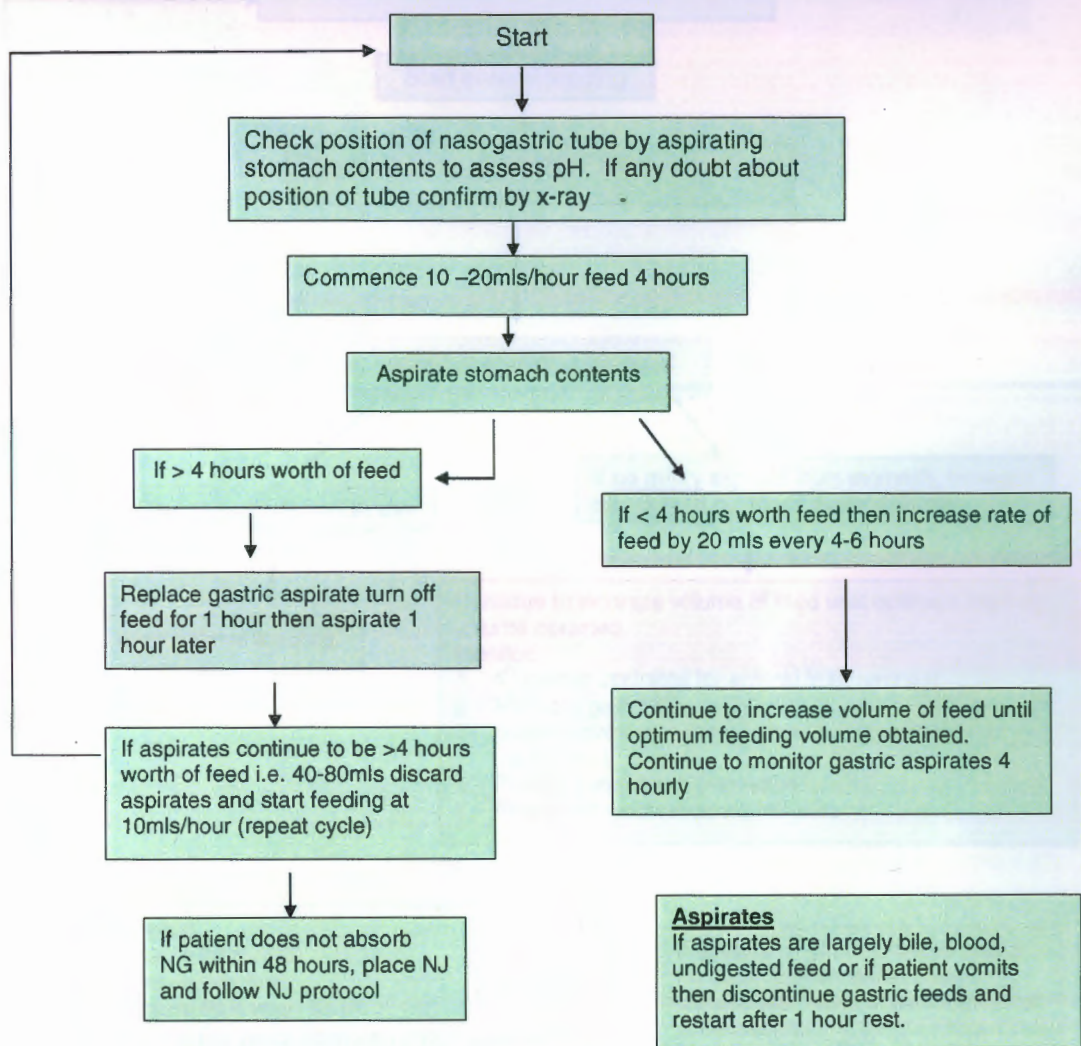 Start
Check position of nasogastric tube by aspirating
stomach contents to assess pH. If any doubt about
position of tube confirm by x-ray
Commence 10 –20mls/hour feed 4 hours
Aspirate stomach contents
If > 4 hours worth of feed
If < 4 hours worth feed then increase rate of
feed by 20 mls every 4-6 hours
Replace gastric aspirate turn off
feed for 1 hour then aspirate 1
hour later
Continue to increase volume of feed until
optimum feeding volume obtained.
Continue to monitor gastric aspirates 4
hourly
If aspirates continue to be >4 hours
worth of feed i.e. 40-80mls discard
aspirates and start feeding at
10mls/hour (repeat cycle)
If patient does not absorb
NG within 48 hours, place NJ
and follow NJ protocol
Aspirates
If aspirates are largely bile, blood,
undigested feed or if patient vomits
then discontinue gastric feeds and
restart after 1 hour rest.